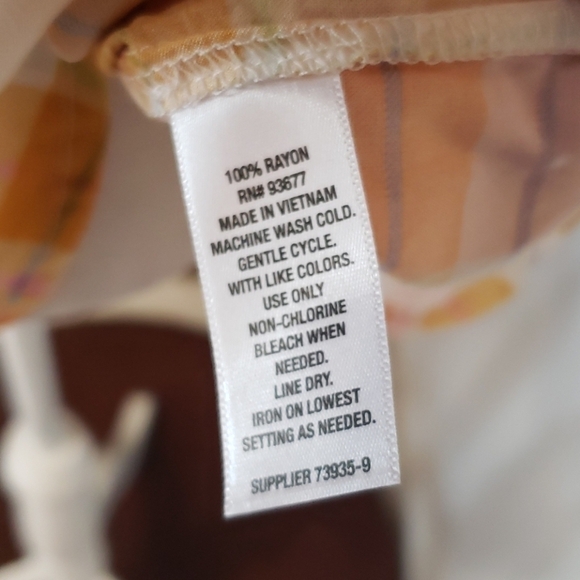 100% RAYON
RN# 93677
MADE IN VIETNAM
MACHINE WASH COLD.
GENTLE CYCLE.
WITH LIKE COLORS.
USE ONLY
NON-CHLORINE
BLEACH WHEN
NEEDED.
LINE DRY.
IRON ON LOWEST
SETTING AS NEEDED.
SUPPLIER 73935-9